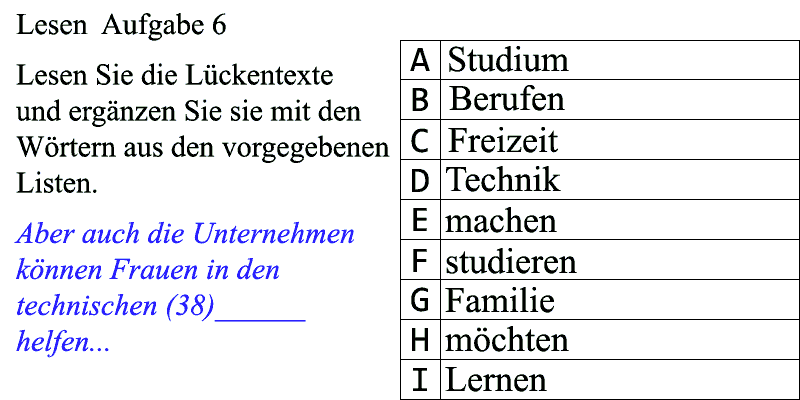 Lesen Aufgabe 6
Lesen Sie die Lückentexte
und ergänzen Sie sie mit den
Wörtern aus den vorgegebenen
Listen.
Aber auch die Unternehmen
können Frauen in den
technischen (38)______
helfen...
A Studium
B Berufen
C Freizeit
D Technik
E machen
F studieren
G Familie
H möchten
I Lernen